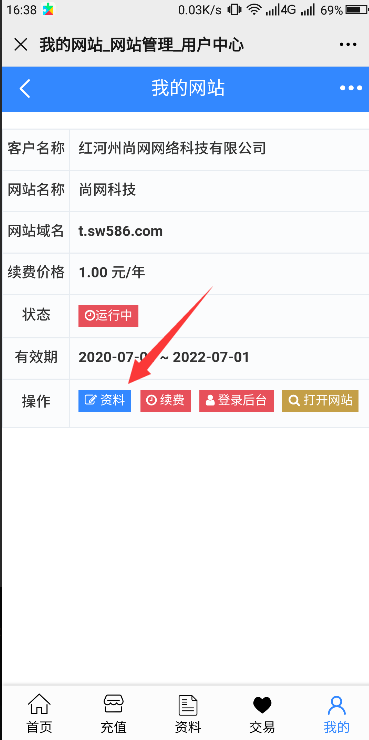 16:38 0.03K/s 4G 69%
我的网站_网站管理_用户中心
我的网站
客户名称 红河州尚网网络科技有限公司
网站名称 尚网科技
网站域名 t.sw586.com
续费价格 1.00 元/年
状态 运行中
有效期 2020-07-0 ~ 2022-07-01
操作 资料 续费 登录后台 打开网站
首页 充值 资料 交易 我的